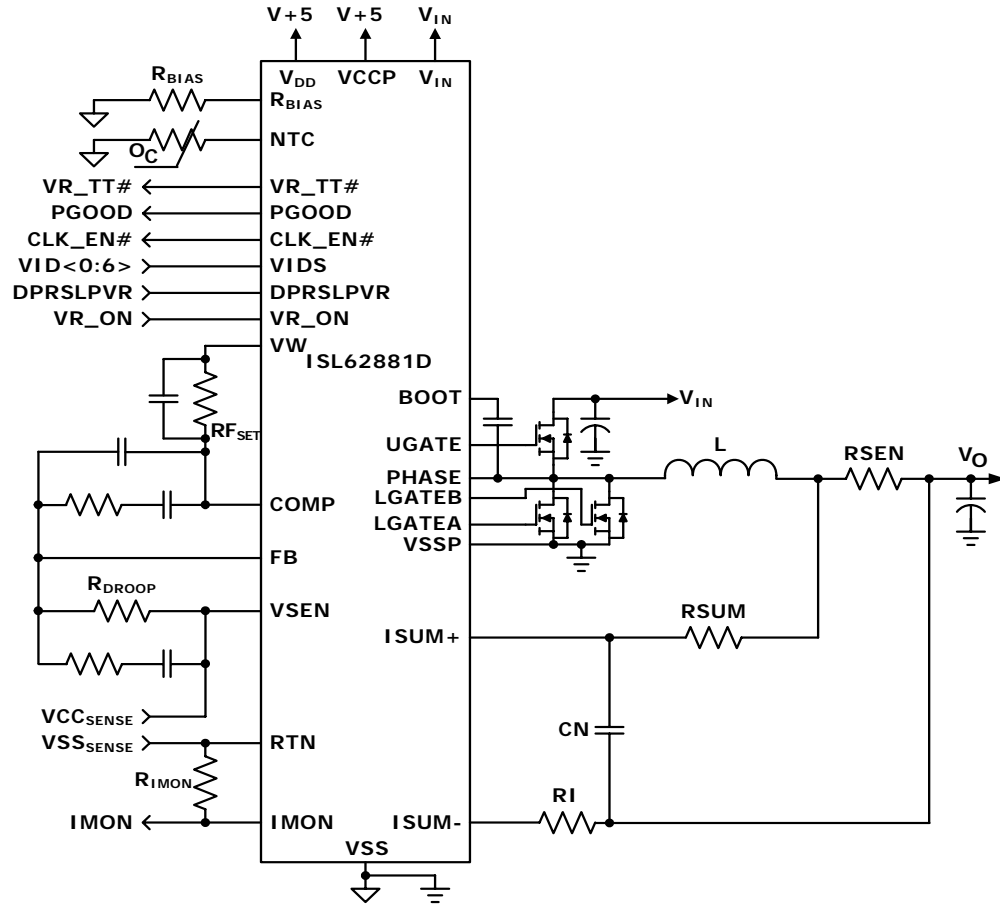 V+5 V+5 VIN
VDD VCCP VIN
RBIAS
RBIAS
NTC
OC
VR_TT# VR_TT#
PGOOD PGOOD
CLK_EN# CLK_EN#
VID<0:6> VIDS
DPRSLPVR DPRSLPVR
VR_ON VR_ON
VW
ISL62881D
BOOT
VIN
RFSET
UGATE
L
RSEN
VO
PHASE
LGATEB
COMP
LGATEA
VSSP
FB
RDROOP
VSEN
ISUM+
RSUM
VCCSENSE
CN
VSSSENSE RTN
RIMON
RI
IMON IMON
ISUM-
VSS